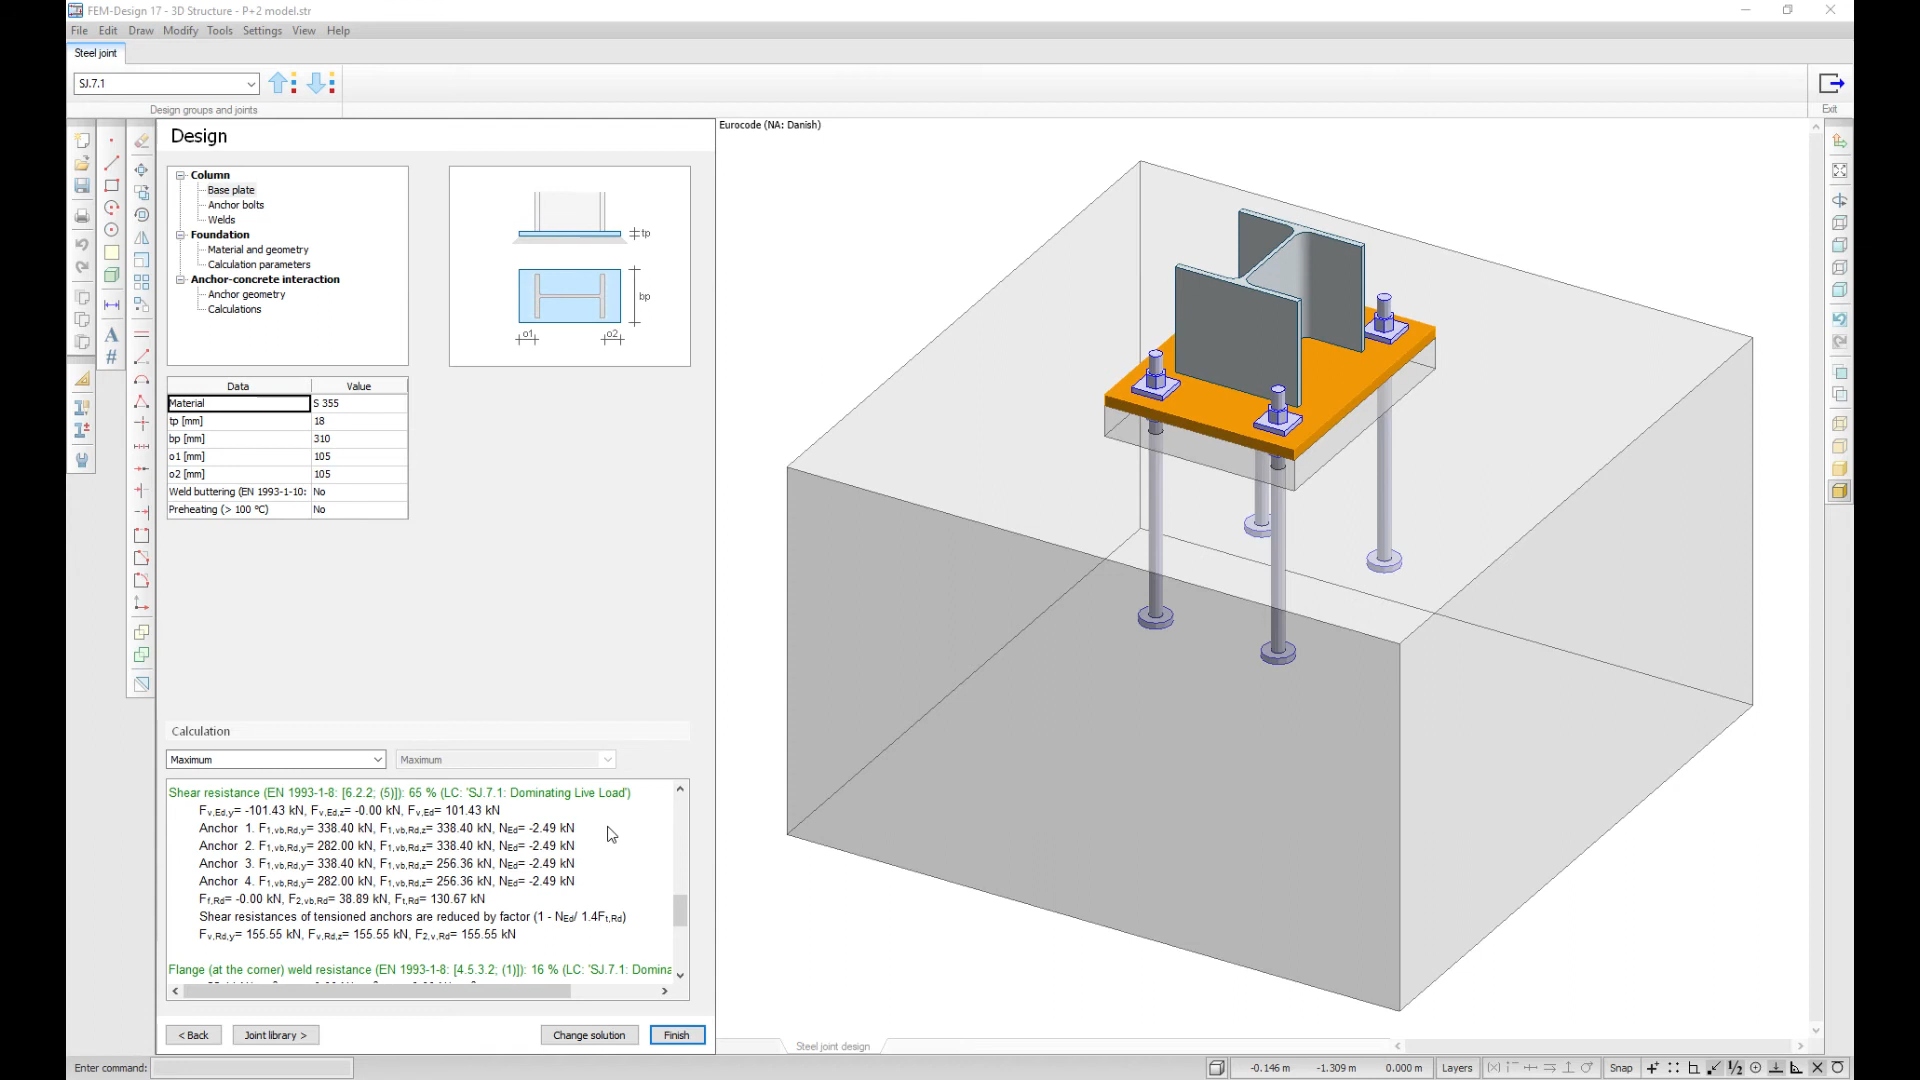 FEM-Design 17 - 3D Structure - P+2 model.str
File Edit Draw Modify Tools Settings View Help
Steel joint
SJ.7.1
Design groups and joints
Exit
Design
Eurocode (NA: Danish)
Column
Base plate
Anchor bolts
Welds
Foundation
Material and geometry
Calculation parameters
Anchor-concrete interaction
Anchor geometry
Calculations
tp
bp
o1
o2
Data Value
Material S 355
tp [mm] 18
bp [mm] 310
o1 [mm] 105
o2 [mm] 105
Weld buttering (EN 1993-1-10: No
Preheating (> 100 °C) No
A
#
Calculation
Maximum Maximum
Shear resistance (EN 1993-1-8: [6.2.2; (5)]): 65 % (LC: 'SJ.7.1: Dominating Live Load')
Fv,Ed,y= -101.43 kN, Fv,Ed,z= -0.00 kN, Fv,Ed= 101.43 kN
Anchor 1. F1,vb,Rd,y= 338.40 kN, F1,vb,Rd,z= 338.40 kN, NEd= -2.49 kN
Anchor 2. F1,vb,Rd,y= 282.00 kN, F1,vb,Rd,z= 338.40 kN, NEd= -2.49 kN
Anchor 3. F1,vb,Rd,y= 338.40 kN, F1,vb,Rd,z= 256.36 kN, NEd= -2.49 kN
Anchor 4. F1,vb,Rd,y= 282.00 kN, F1,vb,Rd,z= 256.36 kN, NEd= -2.49 kN
Ff,Rd= -0.00 kN, F2,vb,Rd= 38.89 kN, Ft,Rd= 130.67 kN
Shear resistances of tensioned anchors are reduced by factor (1 - NEd/ 1.4Ft,Rd)
Fv,Rd,y= 155.55 kN, Fv,Rd,z= 155.55 kN, F2,v,Rd= 155.55 kN
Flange (at the corner) weld resistance (EN 1993-1-8: [4.5.3.2; (1)]): 16 % (LC: 'SJ.7.1: Domina
< Back Joint library > Change solution Finish
Steel joint design
Enter command: -0.146 m -1.309 m 0.000 m Layers Snap 1/2